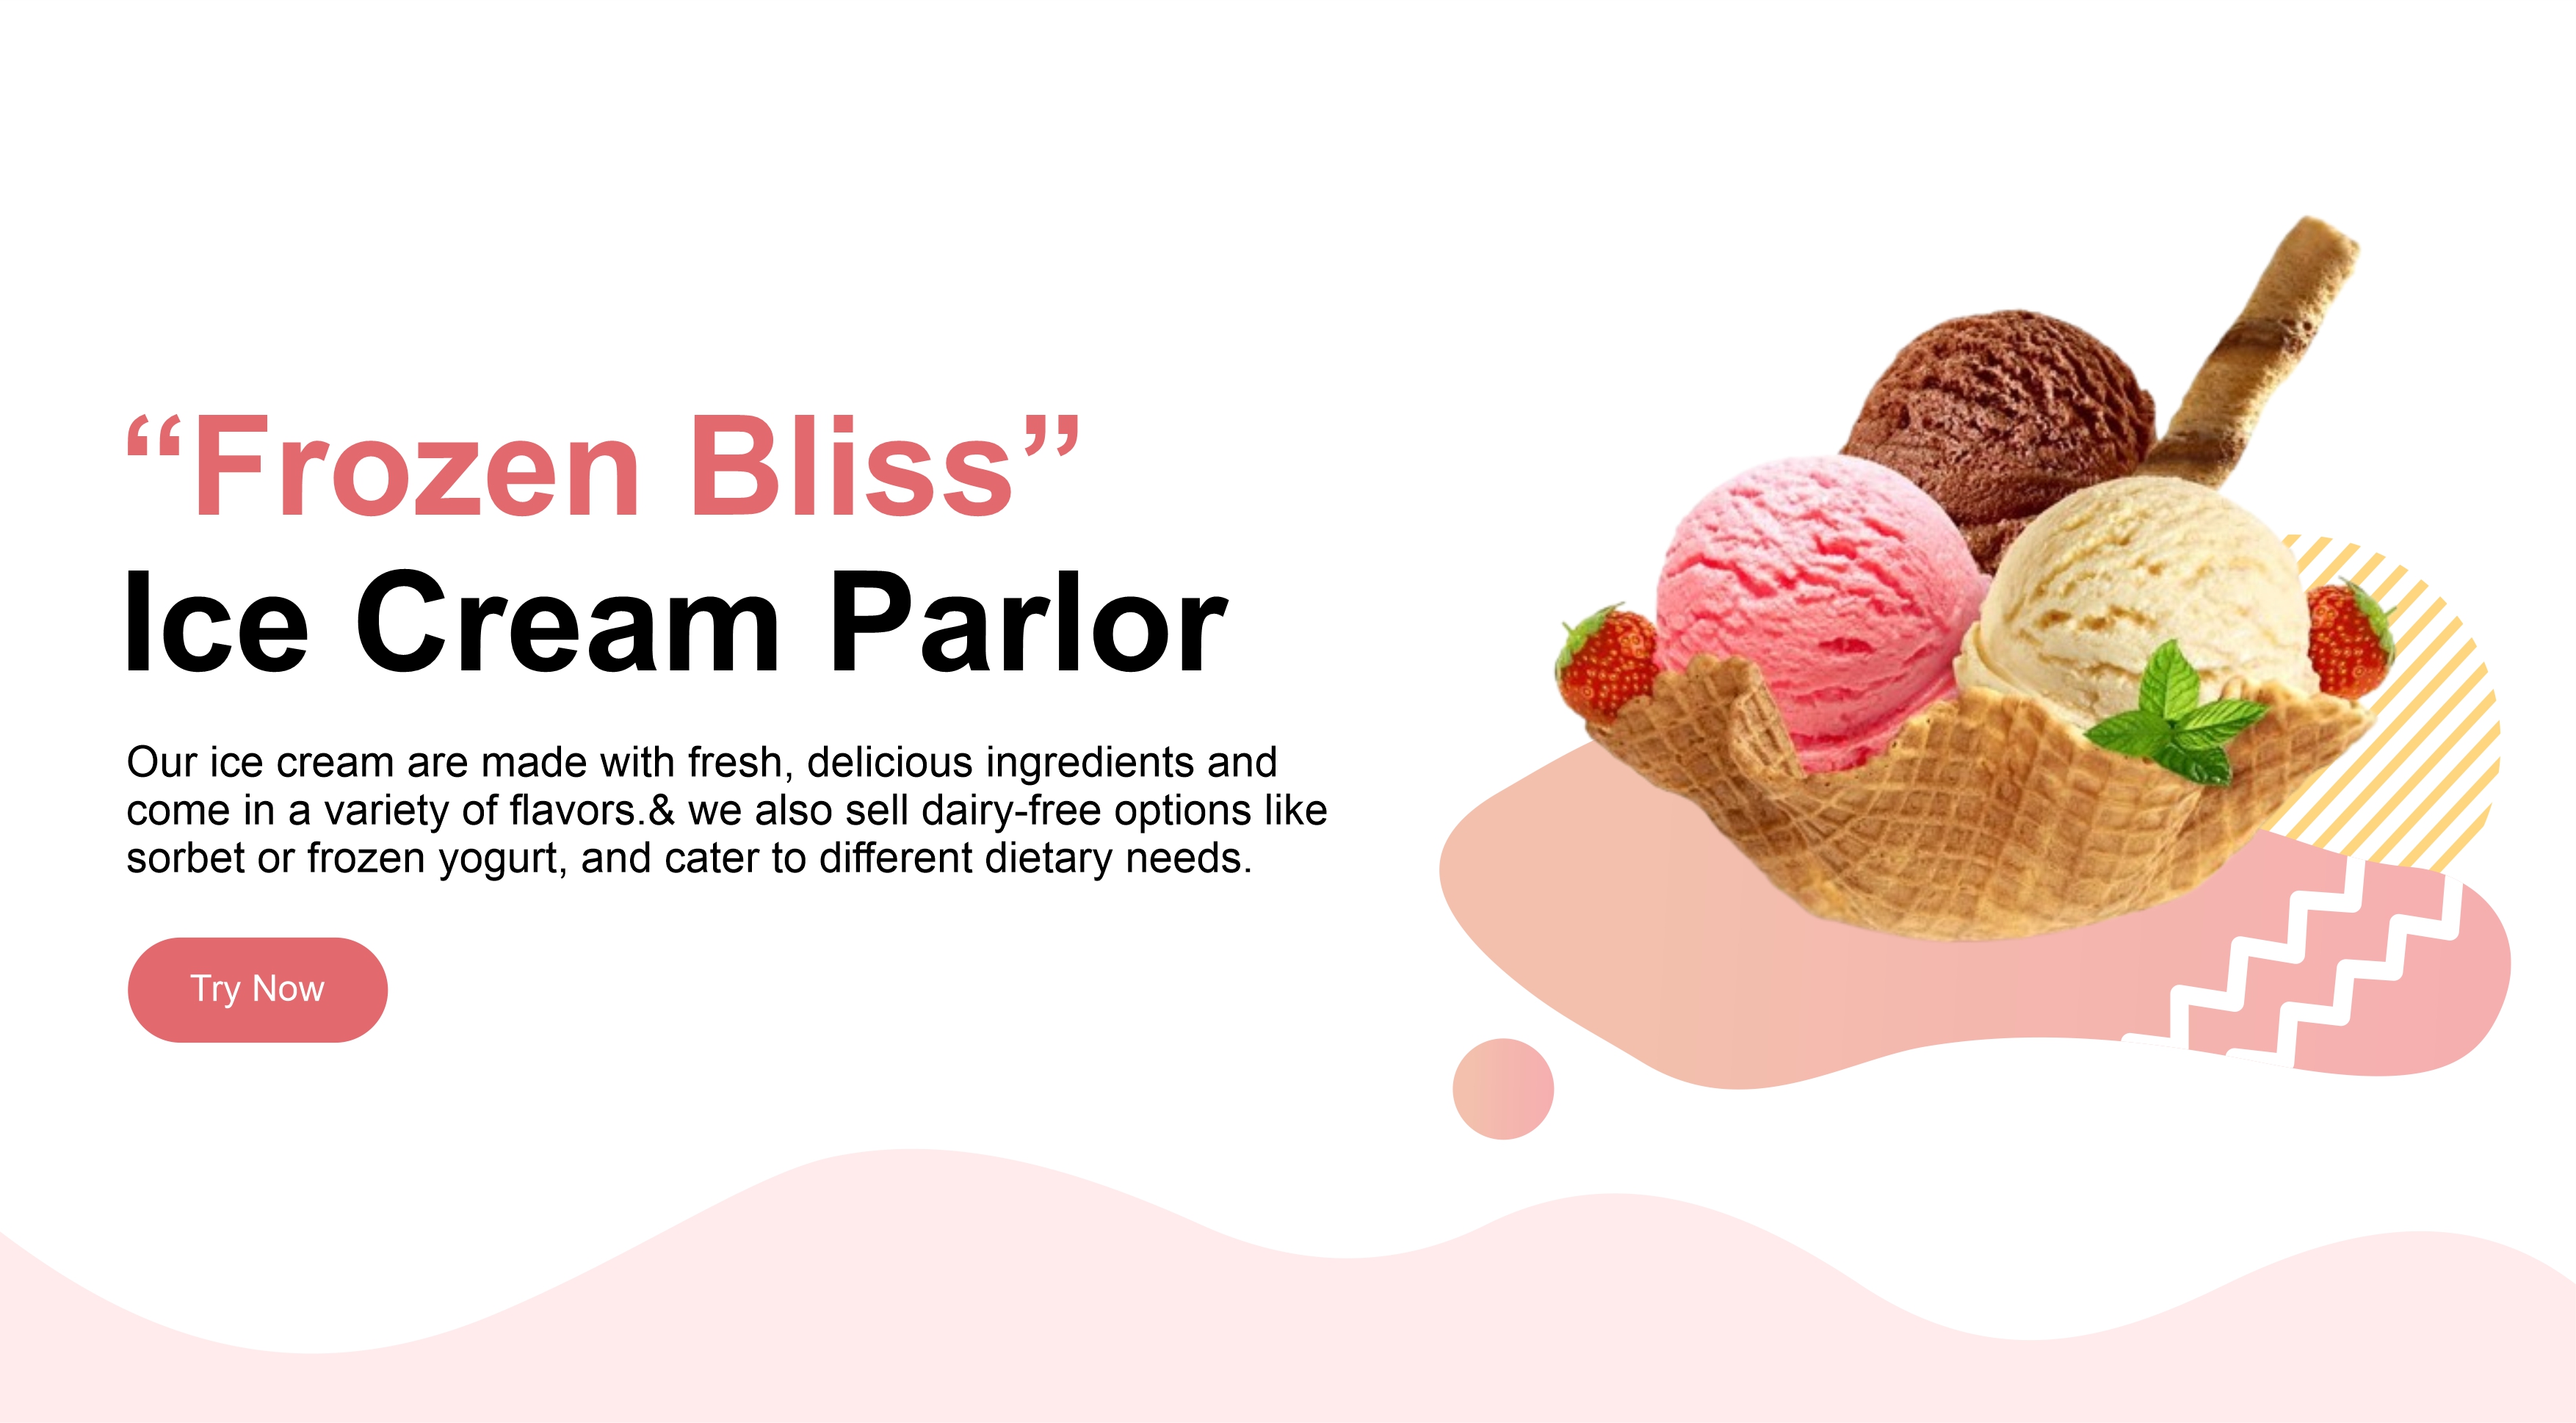 “Frozen Bliss”
Ice Cream Parlor
Our ice cream are made with fresh, delicious ingredients and
come in a variety of flavors.& we also sell dairy-free options like
sorbet or frozen yogurt, and cater to different dietary needs.
Try Now